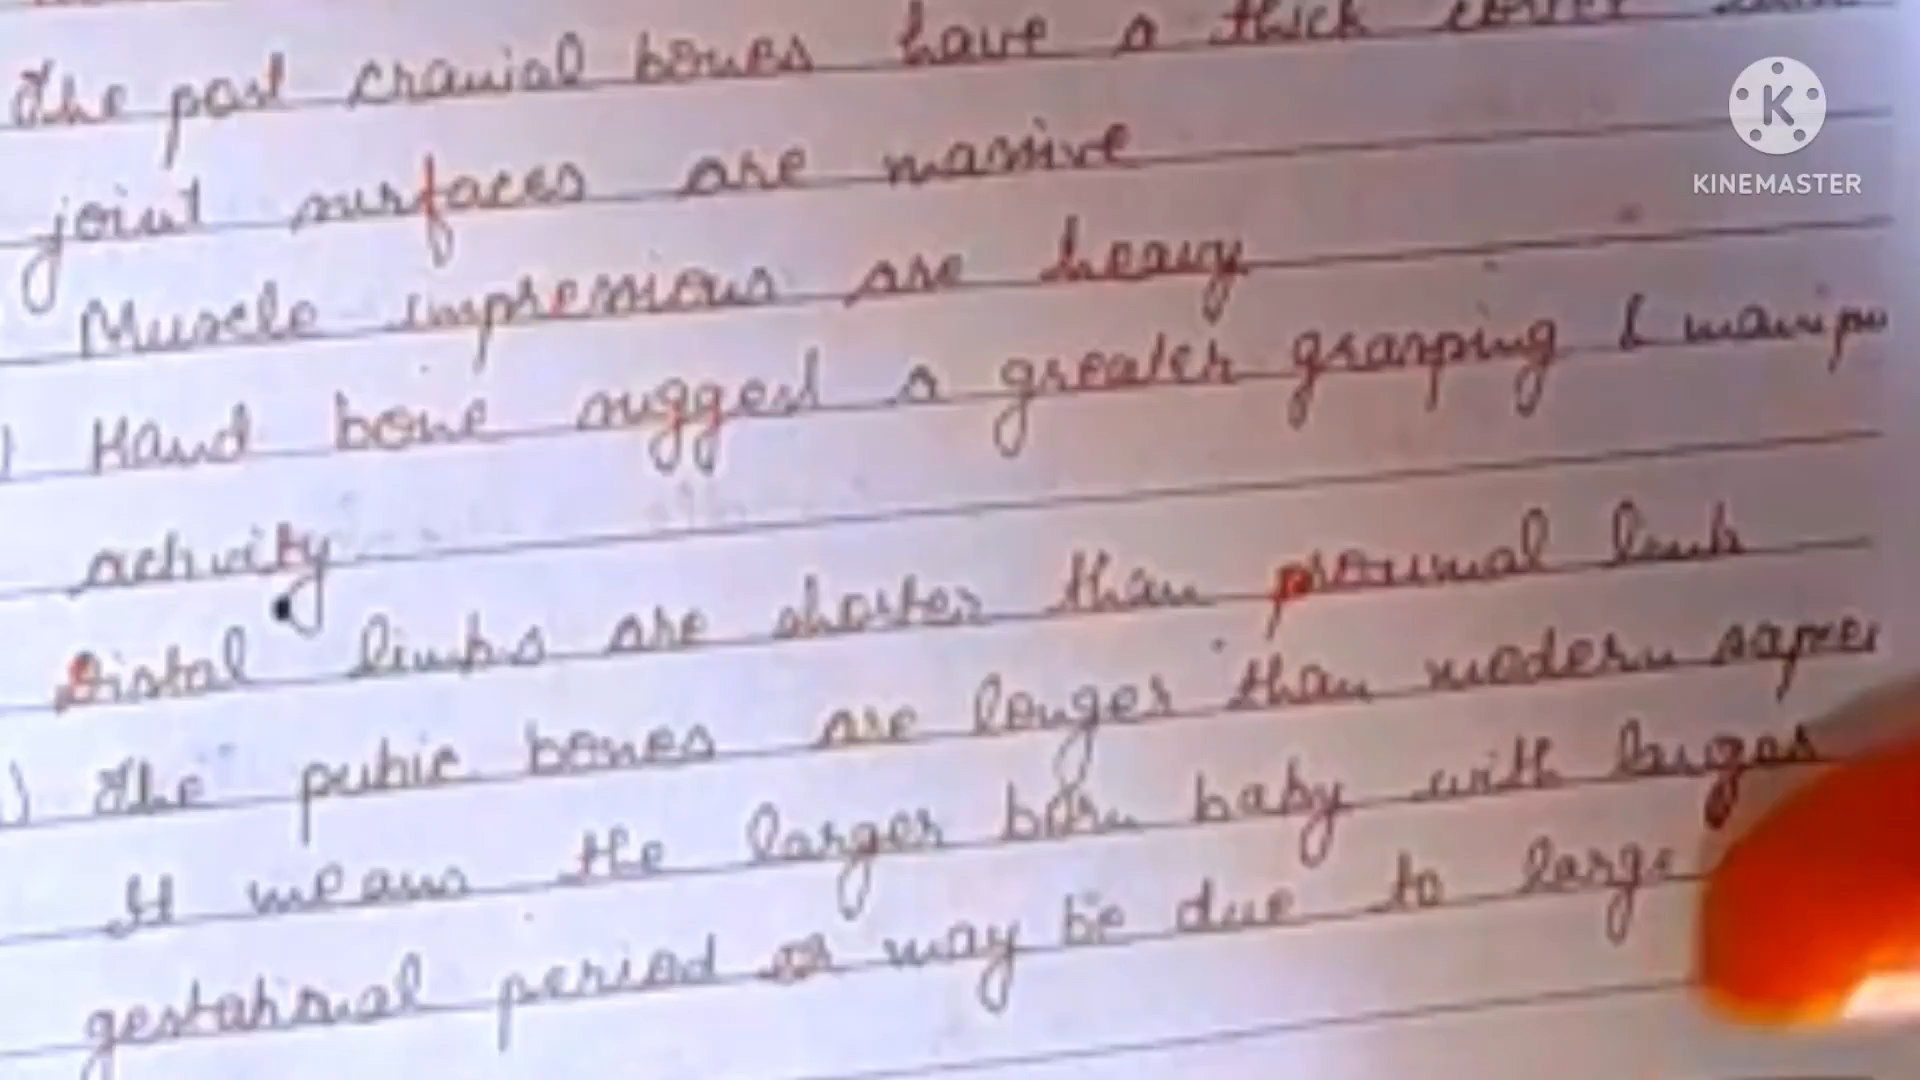 The post cranial bones have a thick
joint surfaces are massive
Muscle impressions are heavy
) Hand bone suggest a greater grasping & manipu
activity
Distal limbs are shorter than proximal limb
) The pubic bones are longer than modern sapien
It means the larger born baby with larger
gestational period or may be due to large
KINEMASTER